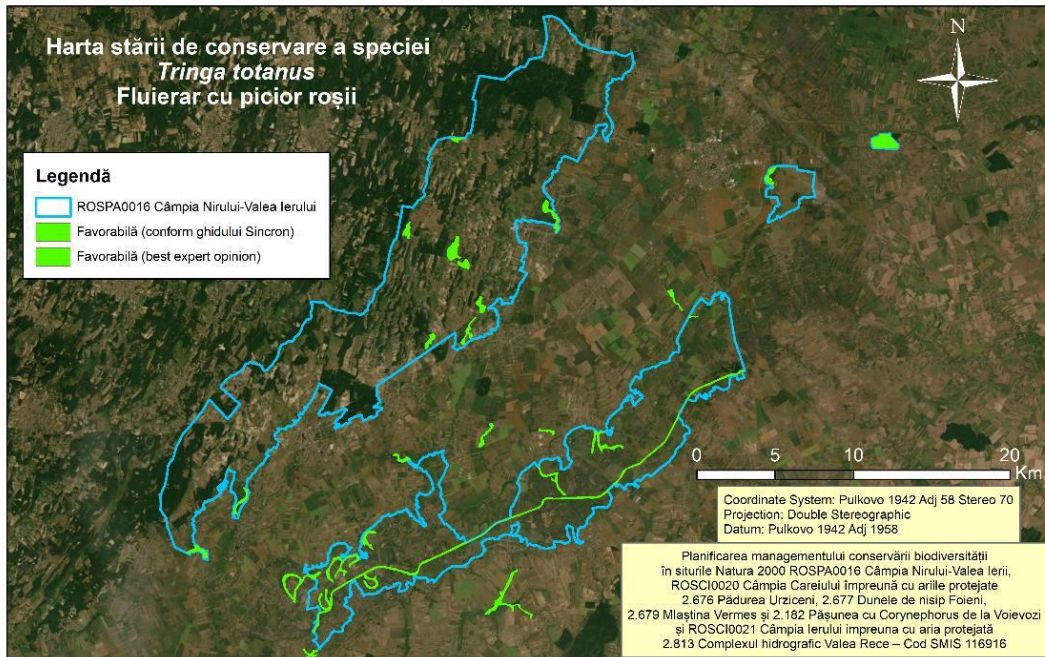 Harta stării de conservare a speciei
Tringa totanus
Fluierar cu picior roșii
N
Legendă
ROSPA0016 Câmpia Nirului-Valea Ierului
Favorabilă (conform ghidului Sincron)
Favorabilă (best expert opinion)
0 5 10 20
Km
Coordinate System: Pulkovo 1942 Adj 58 Stereo 70
Projection: Double Stereographic
Datum: Pulkovo 1942 Adj 1958
Planificarea managementului conservării biodiversității
în siturile Natura 2000 ROSPA0016 Câmpia Nirului-Valea Ierii,
ROSCI0020 Câmpia Careiului împreună cu ariile protejate
2.676 Pădurea Urziceni, 2.677 Dunele de nisip Foieni,
2.679 Mlaștina Vermes și 2.182 Pășunea cu Corynephorus de la Voievozi
și ROSCI0021 Câmpia Ierului impreuna cu aria protejată
2.813 Complexul hidrografic Valea Rece – Cod SMIS 116916